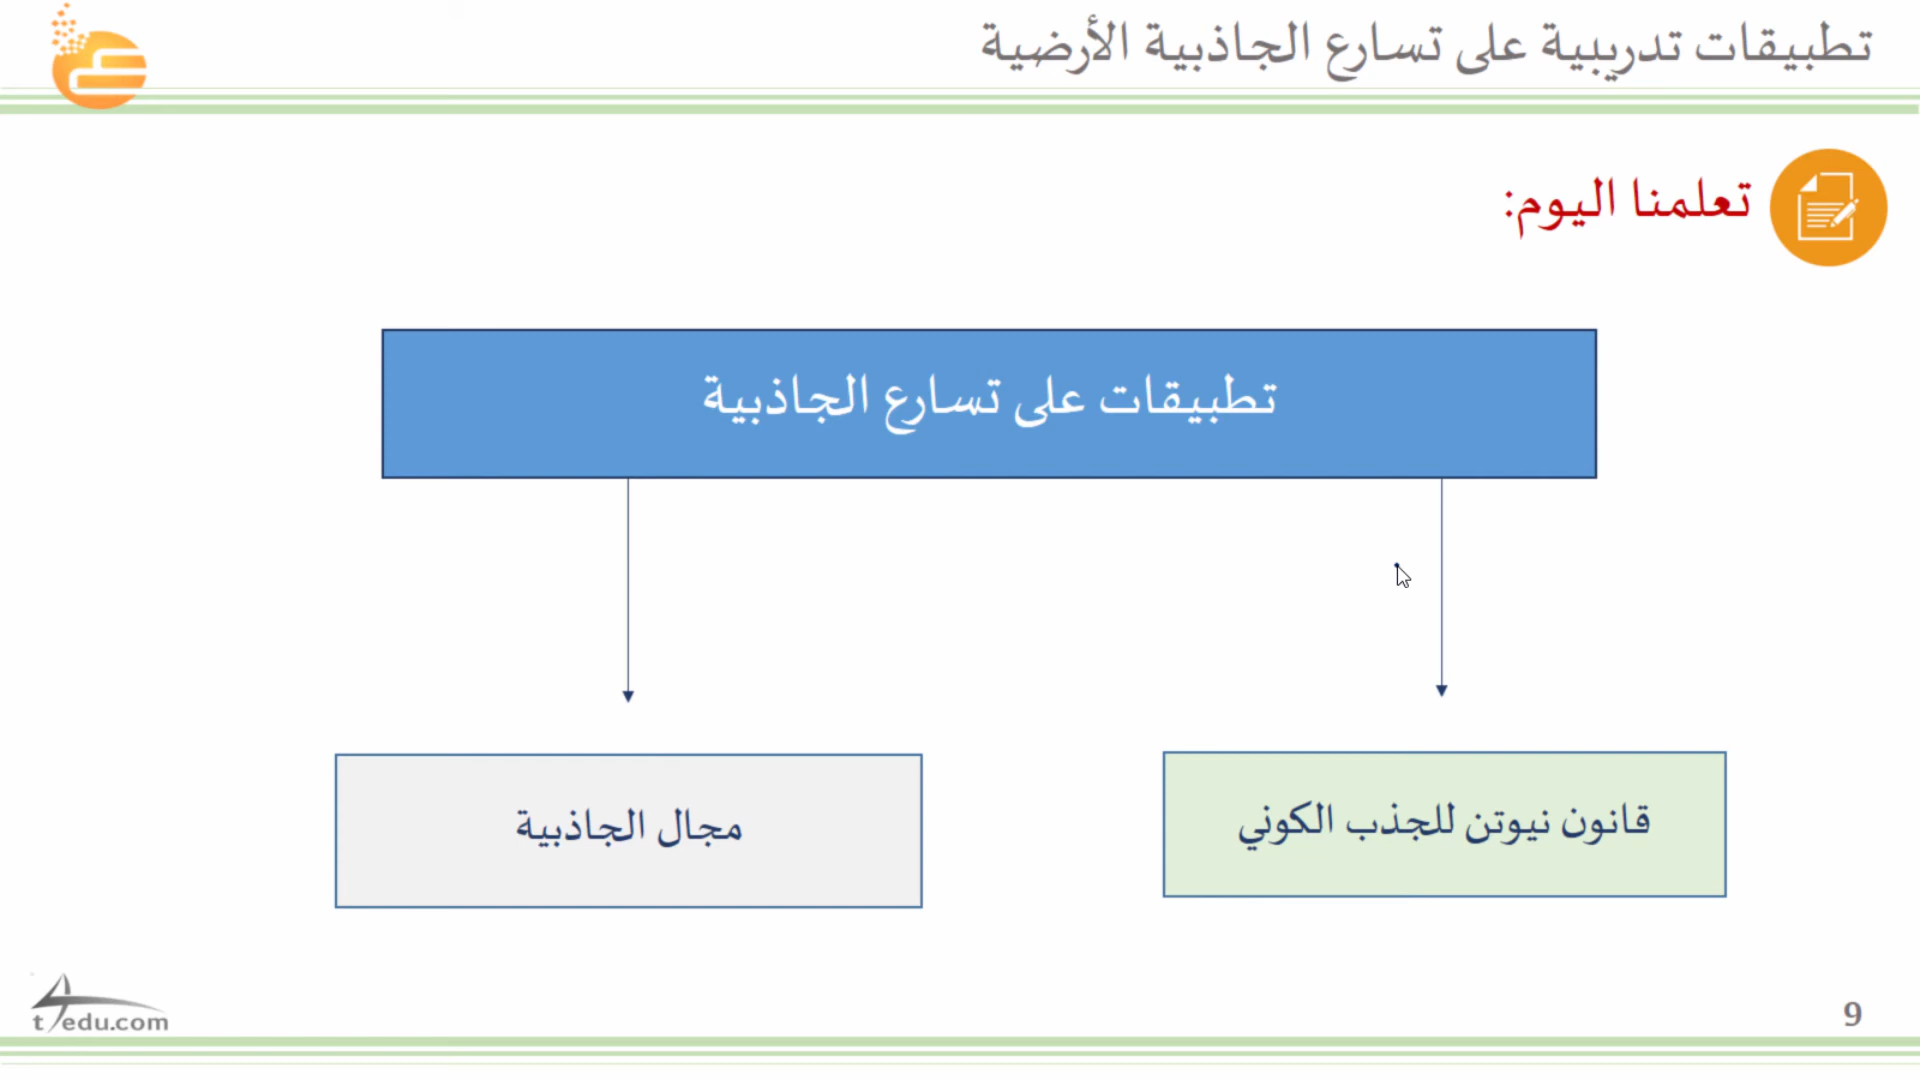 تطبيقات تدريبية على تسارع الجاذبية الأرضية
تعلمنا اليوم:
تطبيقات على تسارع الجاذبية
قانون نيوتن للجذب الكوني
مجال الجاذبية
t4edu.com
9